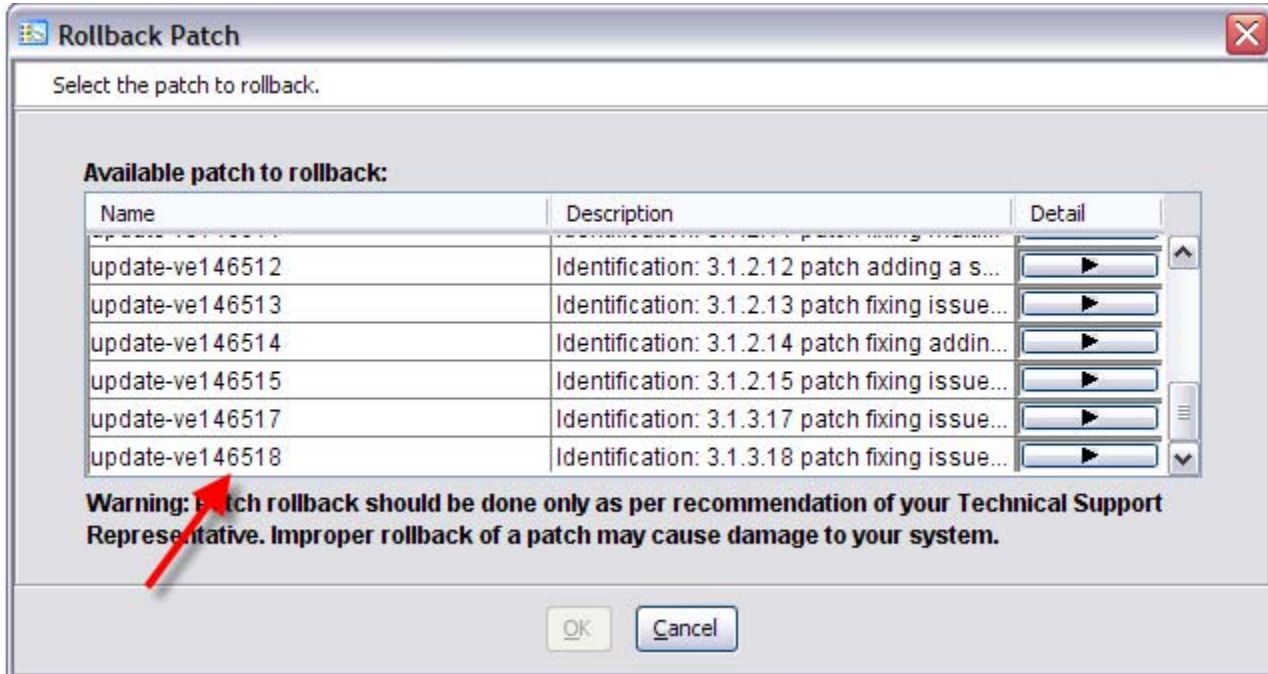 Rollback Patch
Select the patch to rollback.
Available patch to rollback:
Name Description Detail
update-ve146512 Identification: 3.1.2.12 patch adding a s...
update-ve146513 Identification: 3.1.2.13 patch fixing issue...
update-ve146514 Identification: 3.1.2.14 patch fixing addin...
update-ve146515 Identification: 3.1.2.15 patch fixing issue...
update-ve146517 Identification: 3.1.3.17 patch fixing issue...
update-ve146518 Identification: 3.1.3.18 patch fixing issue...
Warning: Patch rollback should be done only as per recommendation of your Technical Support
Representative. Improper rollback of a patch may cause damage to your system.
OK Cancel